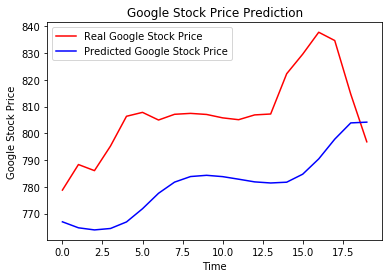 Google Stock Price Prediction
Real Google Stock Price
Predicted Google Stock Price
Google Stock Price
840
830
820
810
800
790
780
770
0.0 2.5 5.0 7.5 10.0 12.5 15.0 17.5
Time